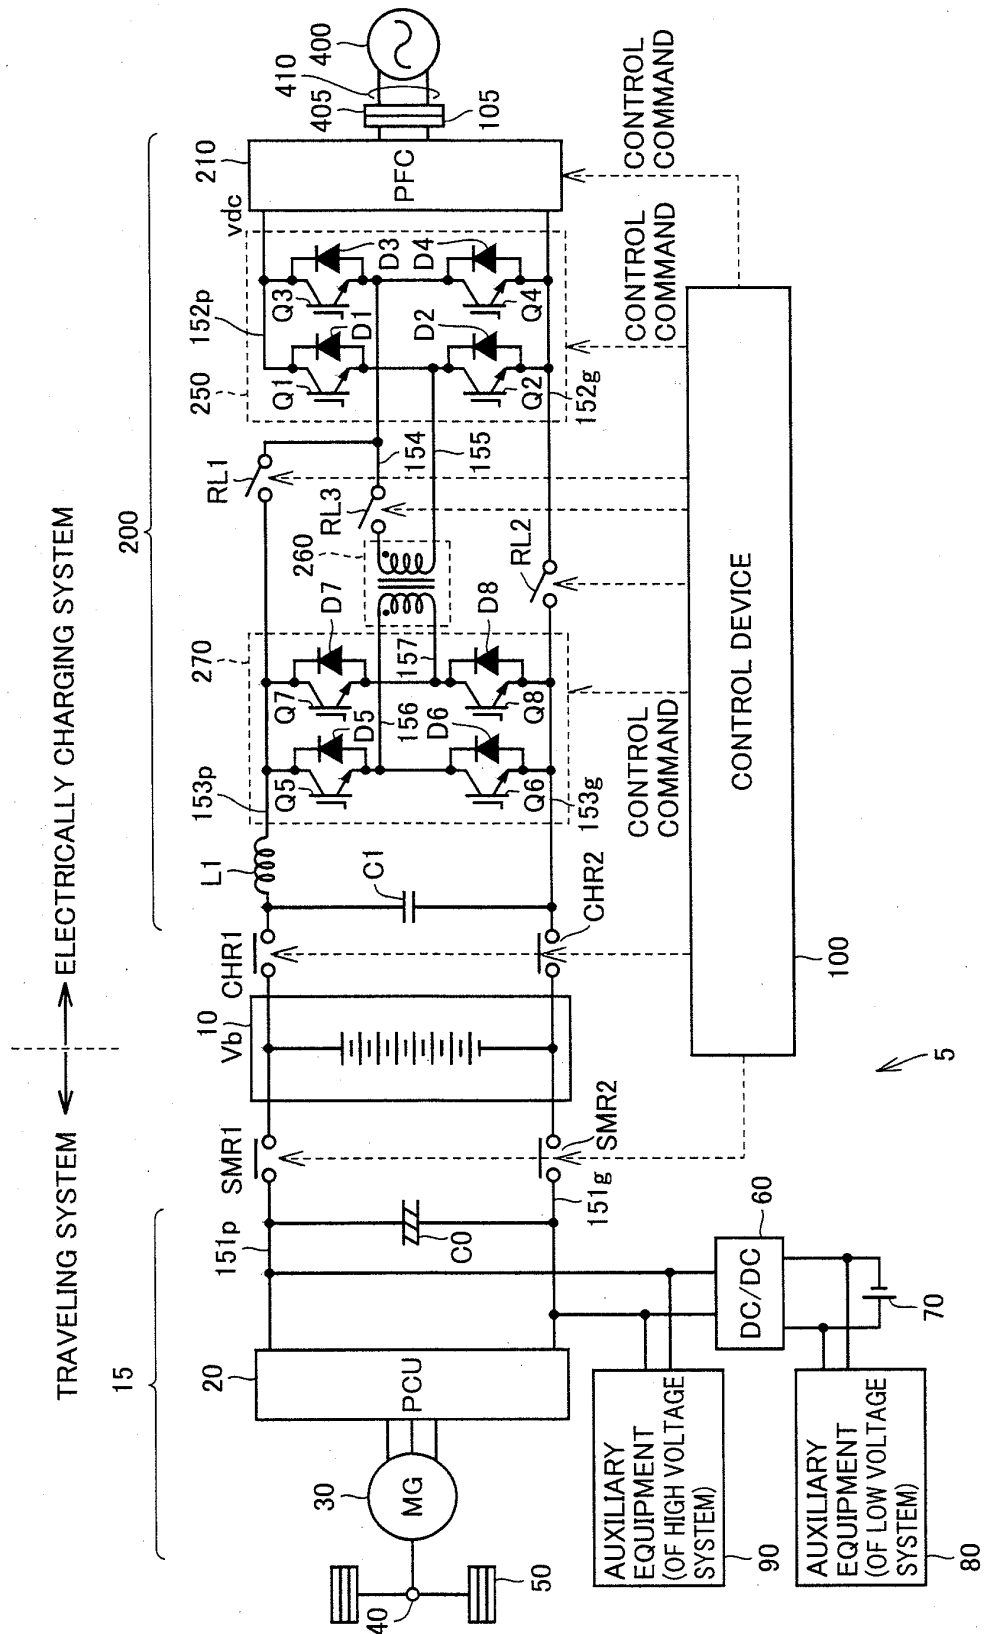 TRAVELING SYSTEM
ELECTRICALLY CHARGING SYSTEM
15
200
20
PCU
30
MG
40
50
151p
SMR1
10
Vb
CHR1
L1
153p
270
Q5
D5
Q7
D7
RL1
250
152p
Q1
D1
Q3
D3
vdc
210
PFC
405
410
400
105
C0
C1
156
157
260
RL3
154
155
Q6
D6
Q8
D8
Q2
D2
Q4
D4
151g
SMR2
CHR2
153g
RL2
152g
CONTROL
COMMAND
CONTROL
COMMAND
CONTROL
COMMAND
CONTROL DEVICE
100
5
DC/DC
60
70
AUXILIARY
EQUIPMENT
(OF HIGH VOLTAGE
SYSTEM)
90
AUXILIARY
EQUIPMENT
(OF LOW VOLTAGE
SYSTEM)
80